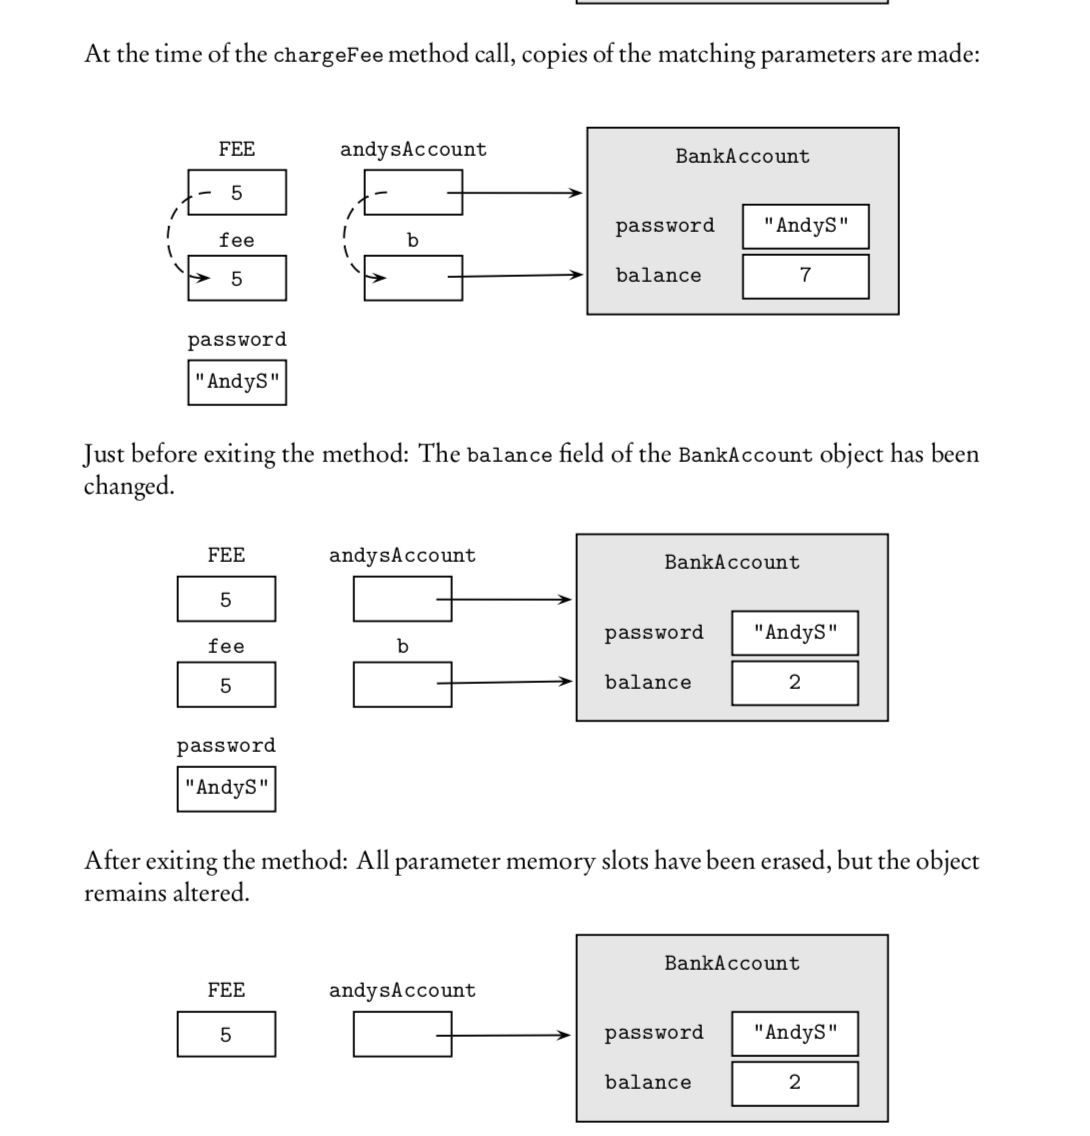 At the time of the chargeFee method call, copies of the matching parameters are made:
FEE andysAccount BankAccount
5
password "AndyS"
fee b
balance 7
5
password
"AndyS"
Just before exiting the method: The balance field of the BankAccount object has been
changed.
FEE andysAccount BankAccount
5
password "AndyS"
fee b
balance 2
5
password
"AndyS"
After exiting the method: All parameter memory slots have been erased, but the object
remains altered.
BankAccount
FEE andysAccount
5 password "AndyS"
balance 2